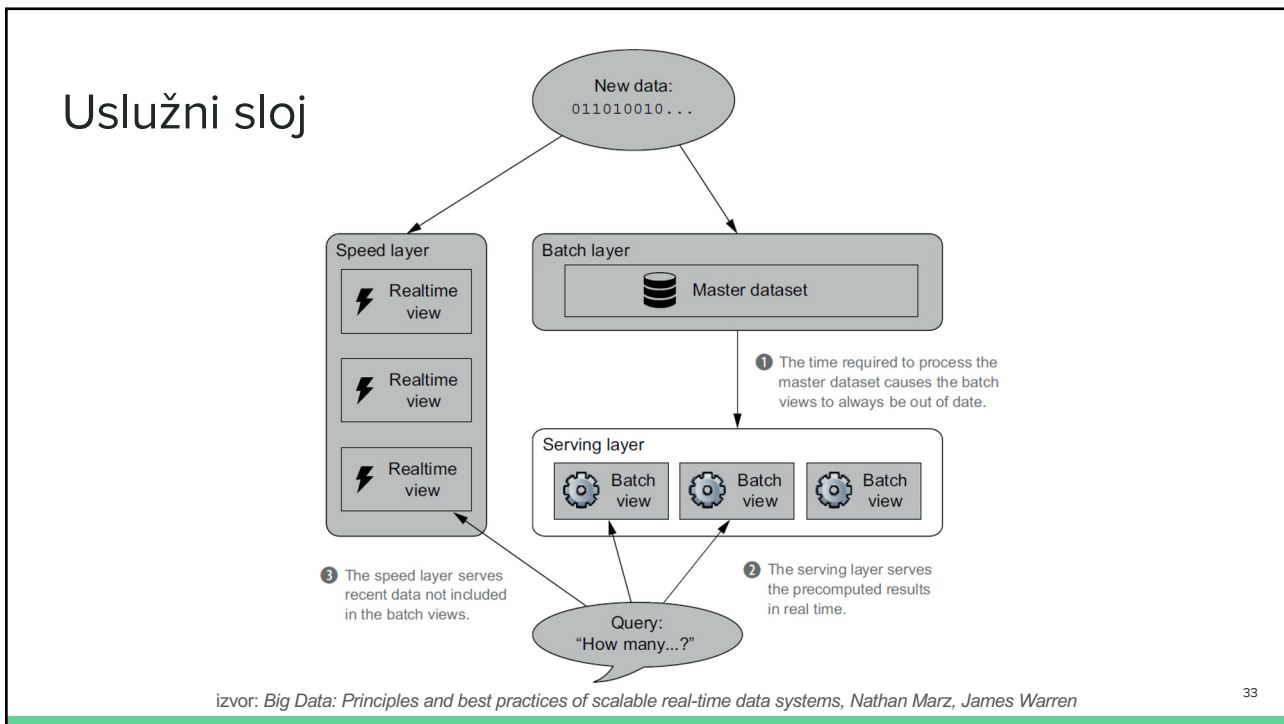 Uslužni sloj
New data:
011010010...
Speed layer
Realtime
view
Realtime
view
Realtime
view
Batch layer
Master dataset
❶ The time required to process the
master dataset causes the batch
views to always be out of date.
Serving layer
Batch
view
Batch
view
Batch
view
❸ The speed layer serves
recent data not included
in the batch views.
❷ The serving layer serves
the precomputed results
in real time.
Query:
“How many...?”
izvor: Big Data: Principles and best practices of scalable real-time data systems, Nathan Marz, James Warren
33